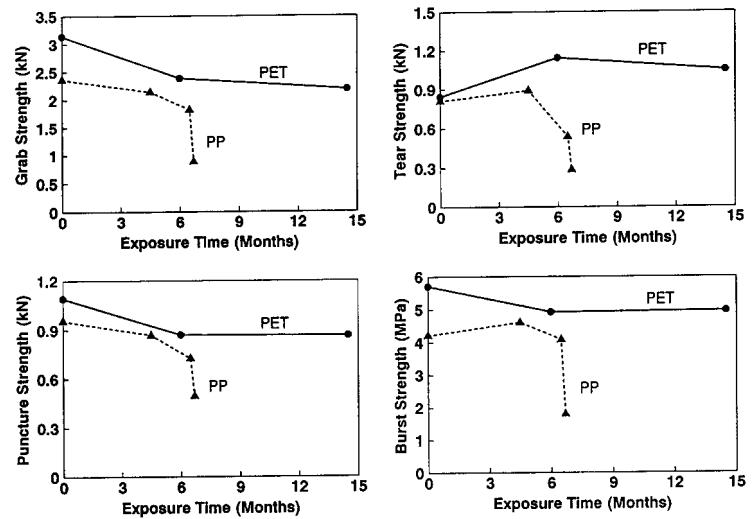 Grab Strength (kN)
3.5
3
2.5
2
1.5
1
0.5
0
PET
PP
0 3 6 9 12 15
Exposure Time (Months)
Tear Strength (kN)
1.5
1.2
0.9
0.6
0.3
0
PET
PP
0 3 6 9 12 15
Exposure Time (Months)
Puncture Strength (kN)
1.2
0.9
0.6
0.3
0
PET
PP
0 3 6 9 12 15
Exposure Time (Months)
Burst Strength (MPa)
6
5
4
3
2
1
0
PET
PP
0 3 6 9 12 15
Exposure Time (Months)